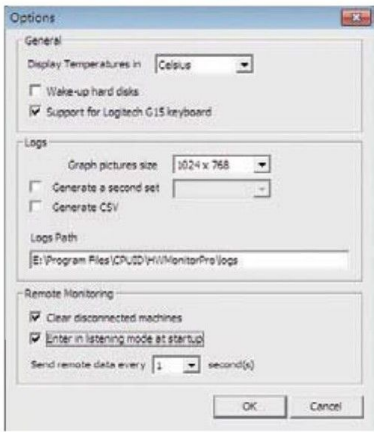 Options
General
Display Temperatures in Celsius
Wake-up hard disks
Support for Logitech G15 keyboard
Logs
Graph pictures size 1024 x 768
Generate a second set
Generate CSV
Logs Path
E:\Program Files\CPUID\HWMonitorPro\logs
Remote Monitoring
Clear disconnected machines
Enter in listening mode at startup
Send remote data every 1 second(s)
OK Cancel